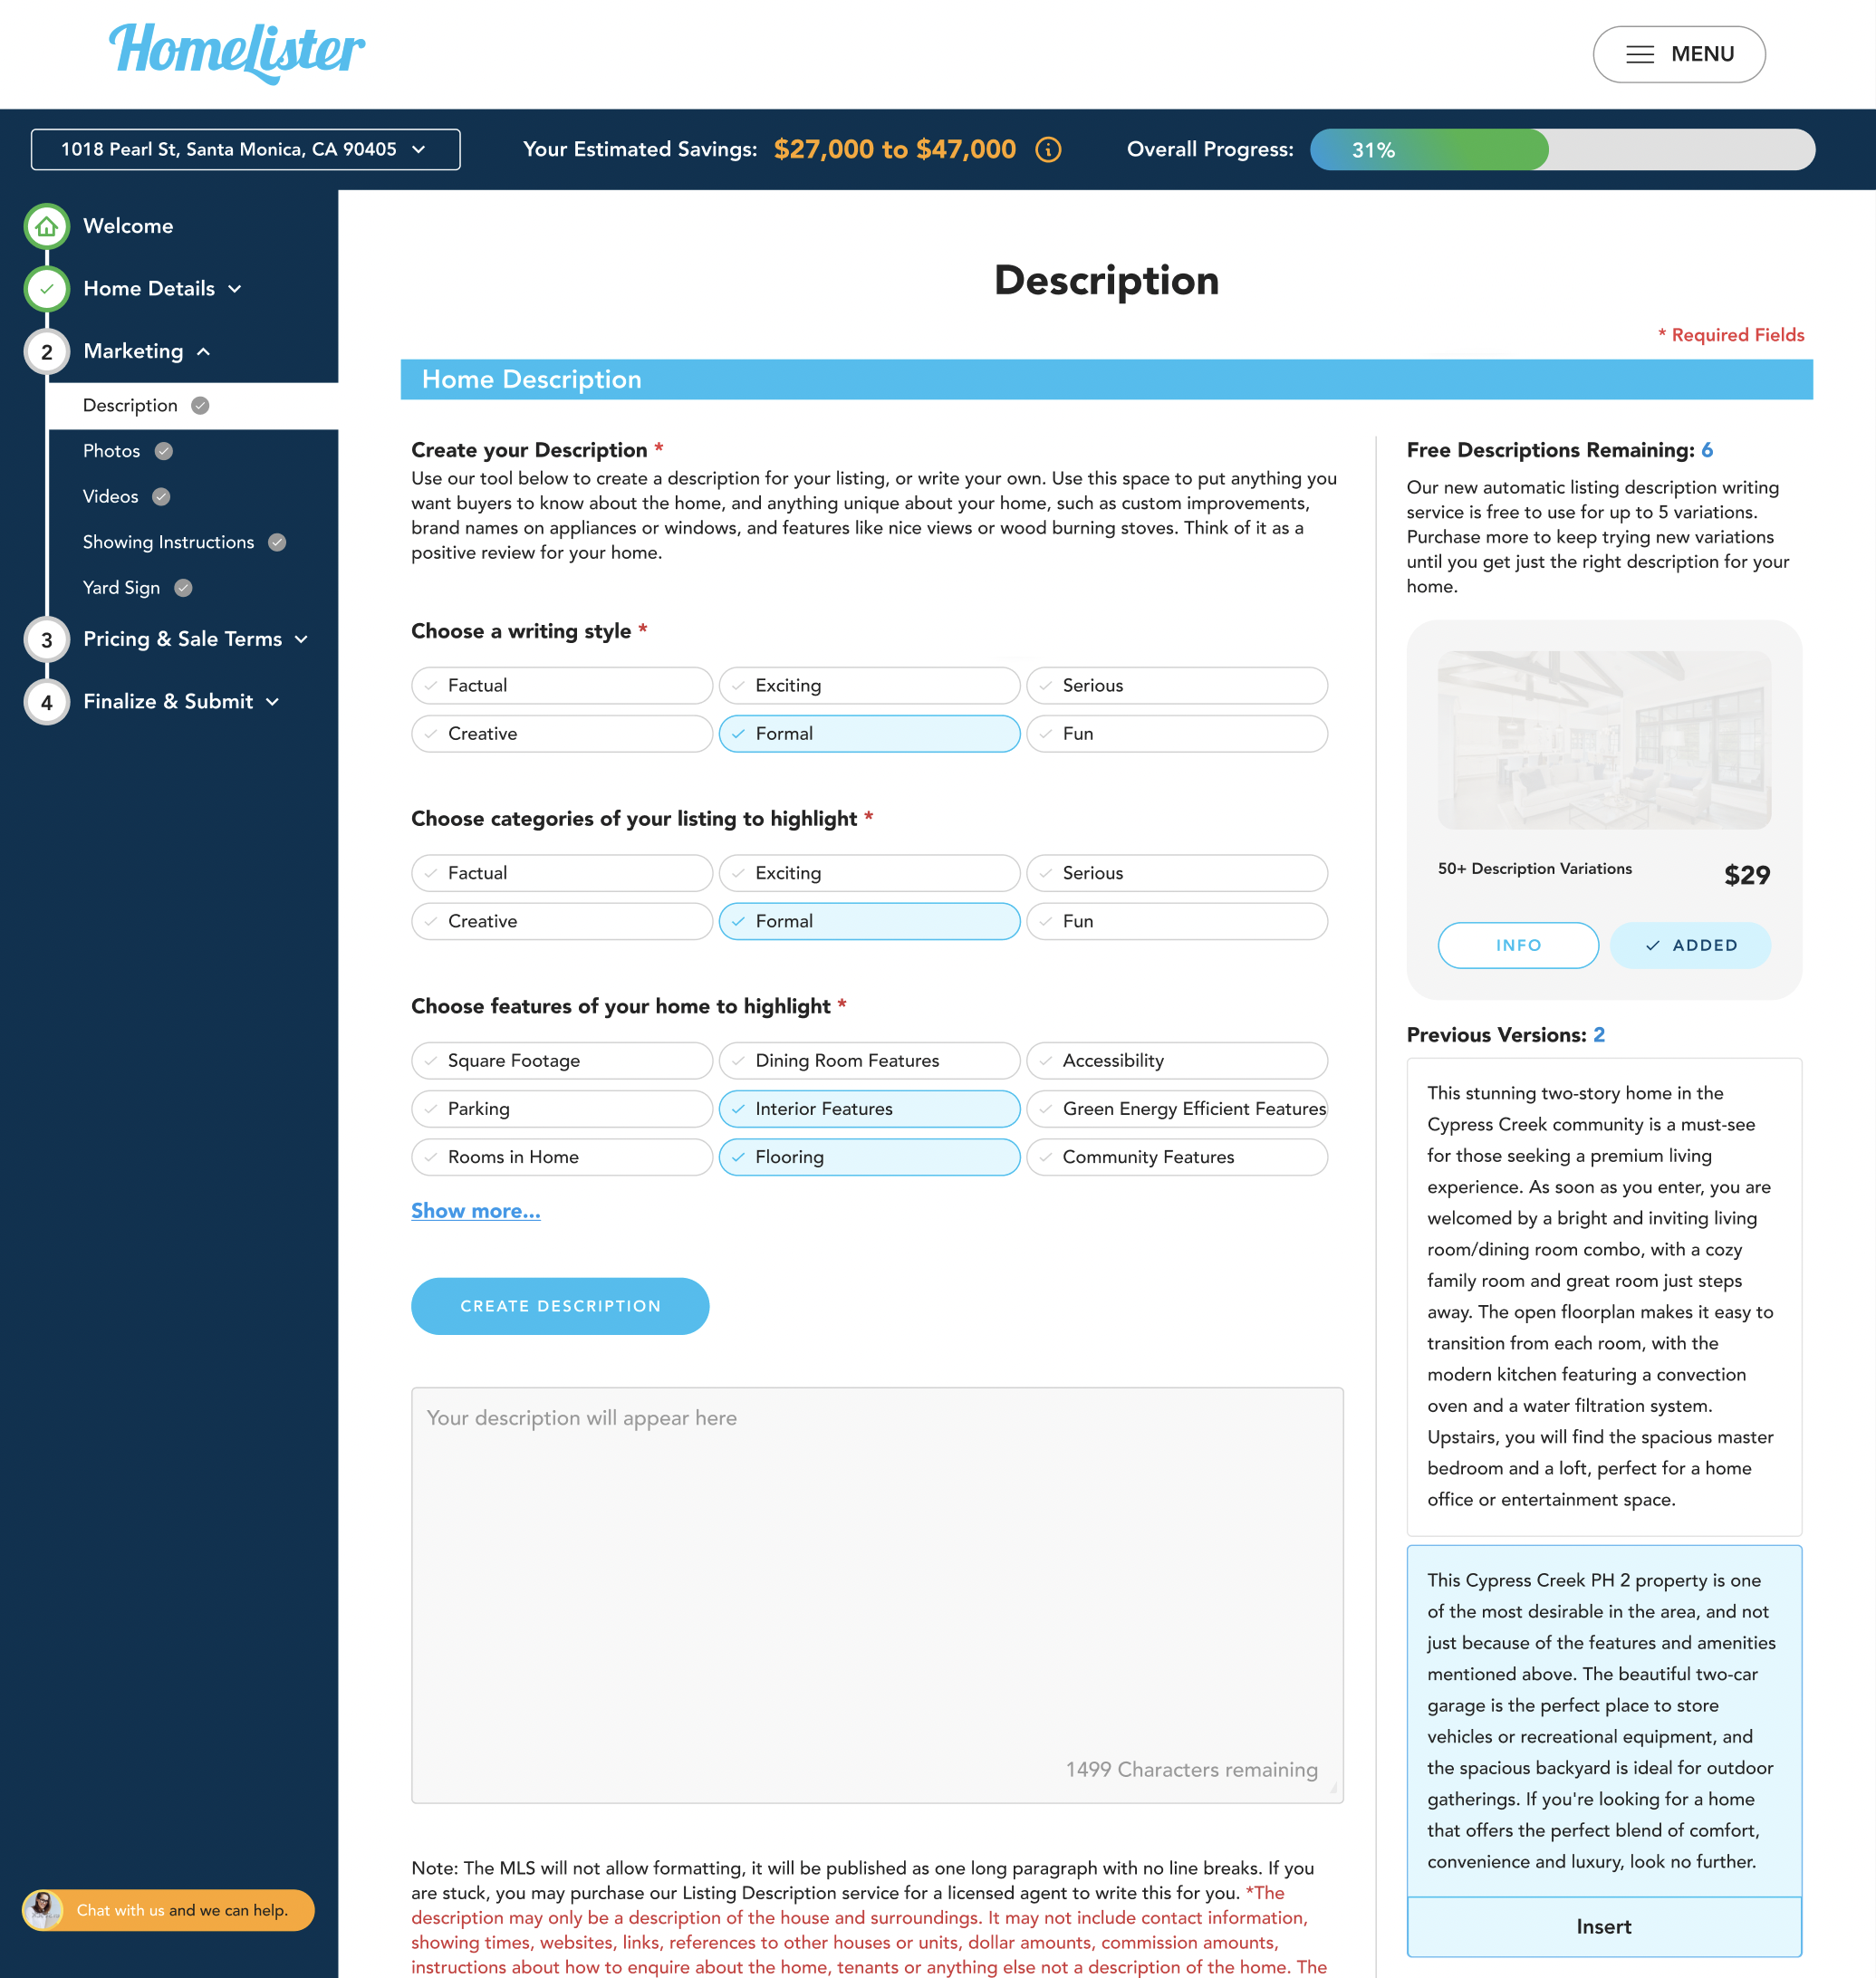 HomeLister
MENU
1018 Pearl St, Santa Monica, CA 90405
Your Estimated Savings: $27,000 to $47,000
Overall Progress: 31%
Welcome
Home Details
2 Marketing
Description
Photos
Videos
Showing Instructions
Yard Sign
3 Pricing & Sale Terms
4 Finalize & Submit
Chat with us and we can help.
Description
* Required Fields
Home Description
Create your Description *
Use our tool below to create a description for your listing, or write your own. Use this space to put anything you
want buyers to know about the home, and anything unique about your home, such as custom improvements,
brand names on appliances or windows, and features like nice views or wood burning stoves. Think of it as a
positive review for your home.
Choose a writing style *
Factual Exciting Serious
Creative Formal Fun
Choose categories of your listing to highlight *
Factual Exciting Serious
Creative Formal Fun
Choose features of your home to highlight *
Square Footage Dining Room Features Accessibility
Parking Interior Features Green Energy Efficient Features
Rooms in Home Flooring Community Features
Show more...
CREATE DESCRIPTION
Your description will appear here
1499 Characters remaining
Note: The MLS will not allow formatting, it will be published as one long paragraph with no line breaks. If you
are stuck, you may purchase our Listing Description service for a licensed agent to write this for you. *The
description may only be a description of the house and surroundings. It may not include contact information,
showing times, websites, links, references to other houses or units, dollar amounts, commission amounts,
instructions about how to enquire about the home, tenants or anything else not a description of the home. The
Free Descriptions Remaining: 6
Our new automatic listing description writing
service is free to use for up to 5 variations.
Purchase more to keep trying new variations
until you get just the right description for your
home.
50+ Description Variations $29
INFO ADDED
Previous Versions: 2
This stunning two-story home in the
Cypress Creek community is a must-see
for those seeking a premium living
experience. As soon as you enter, you are
welcomed by a bright and inviting living
room/dining room combo, with a cozy
family room and great room just steps
away. The open floorplan makes it easy to
transition from each room, with the
modern kitchen featuring a convection
oven and a water filtration system.
Upstairs, you will find the spacious master
bedroom and a loft, perfect for a home
office or entertainment space.
This Cypress Creek PH 2 property is one
of the most desirable in the area, and not
just because of the features and amenities
mentioned above. The beautiful two-car
garage is the perfect place to store
vehicles or recreational equipment, and
the spacious backyard is ideal for outdoor
gatherings. If you're looking for a home
that offers the perfect blend of comfort,
convenience and luxury, look no further.
Insert